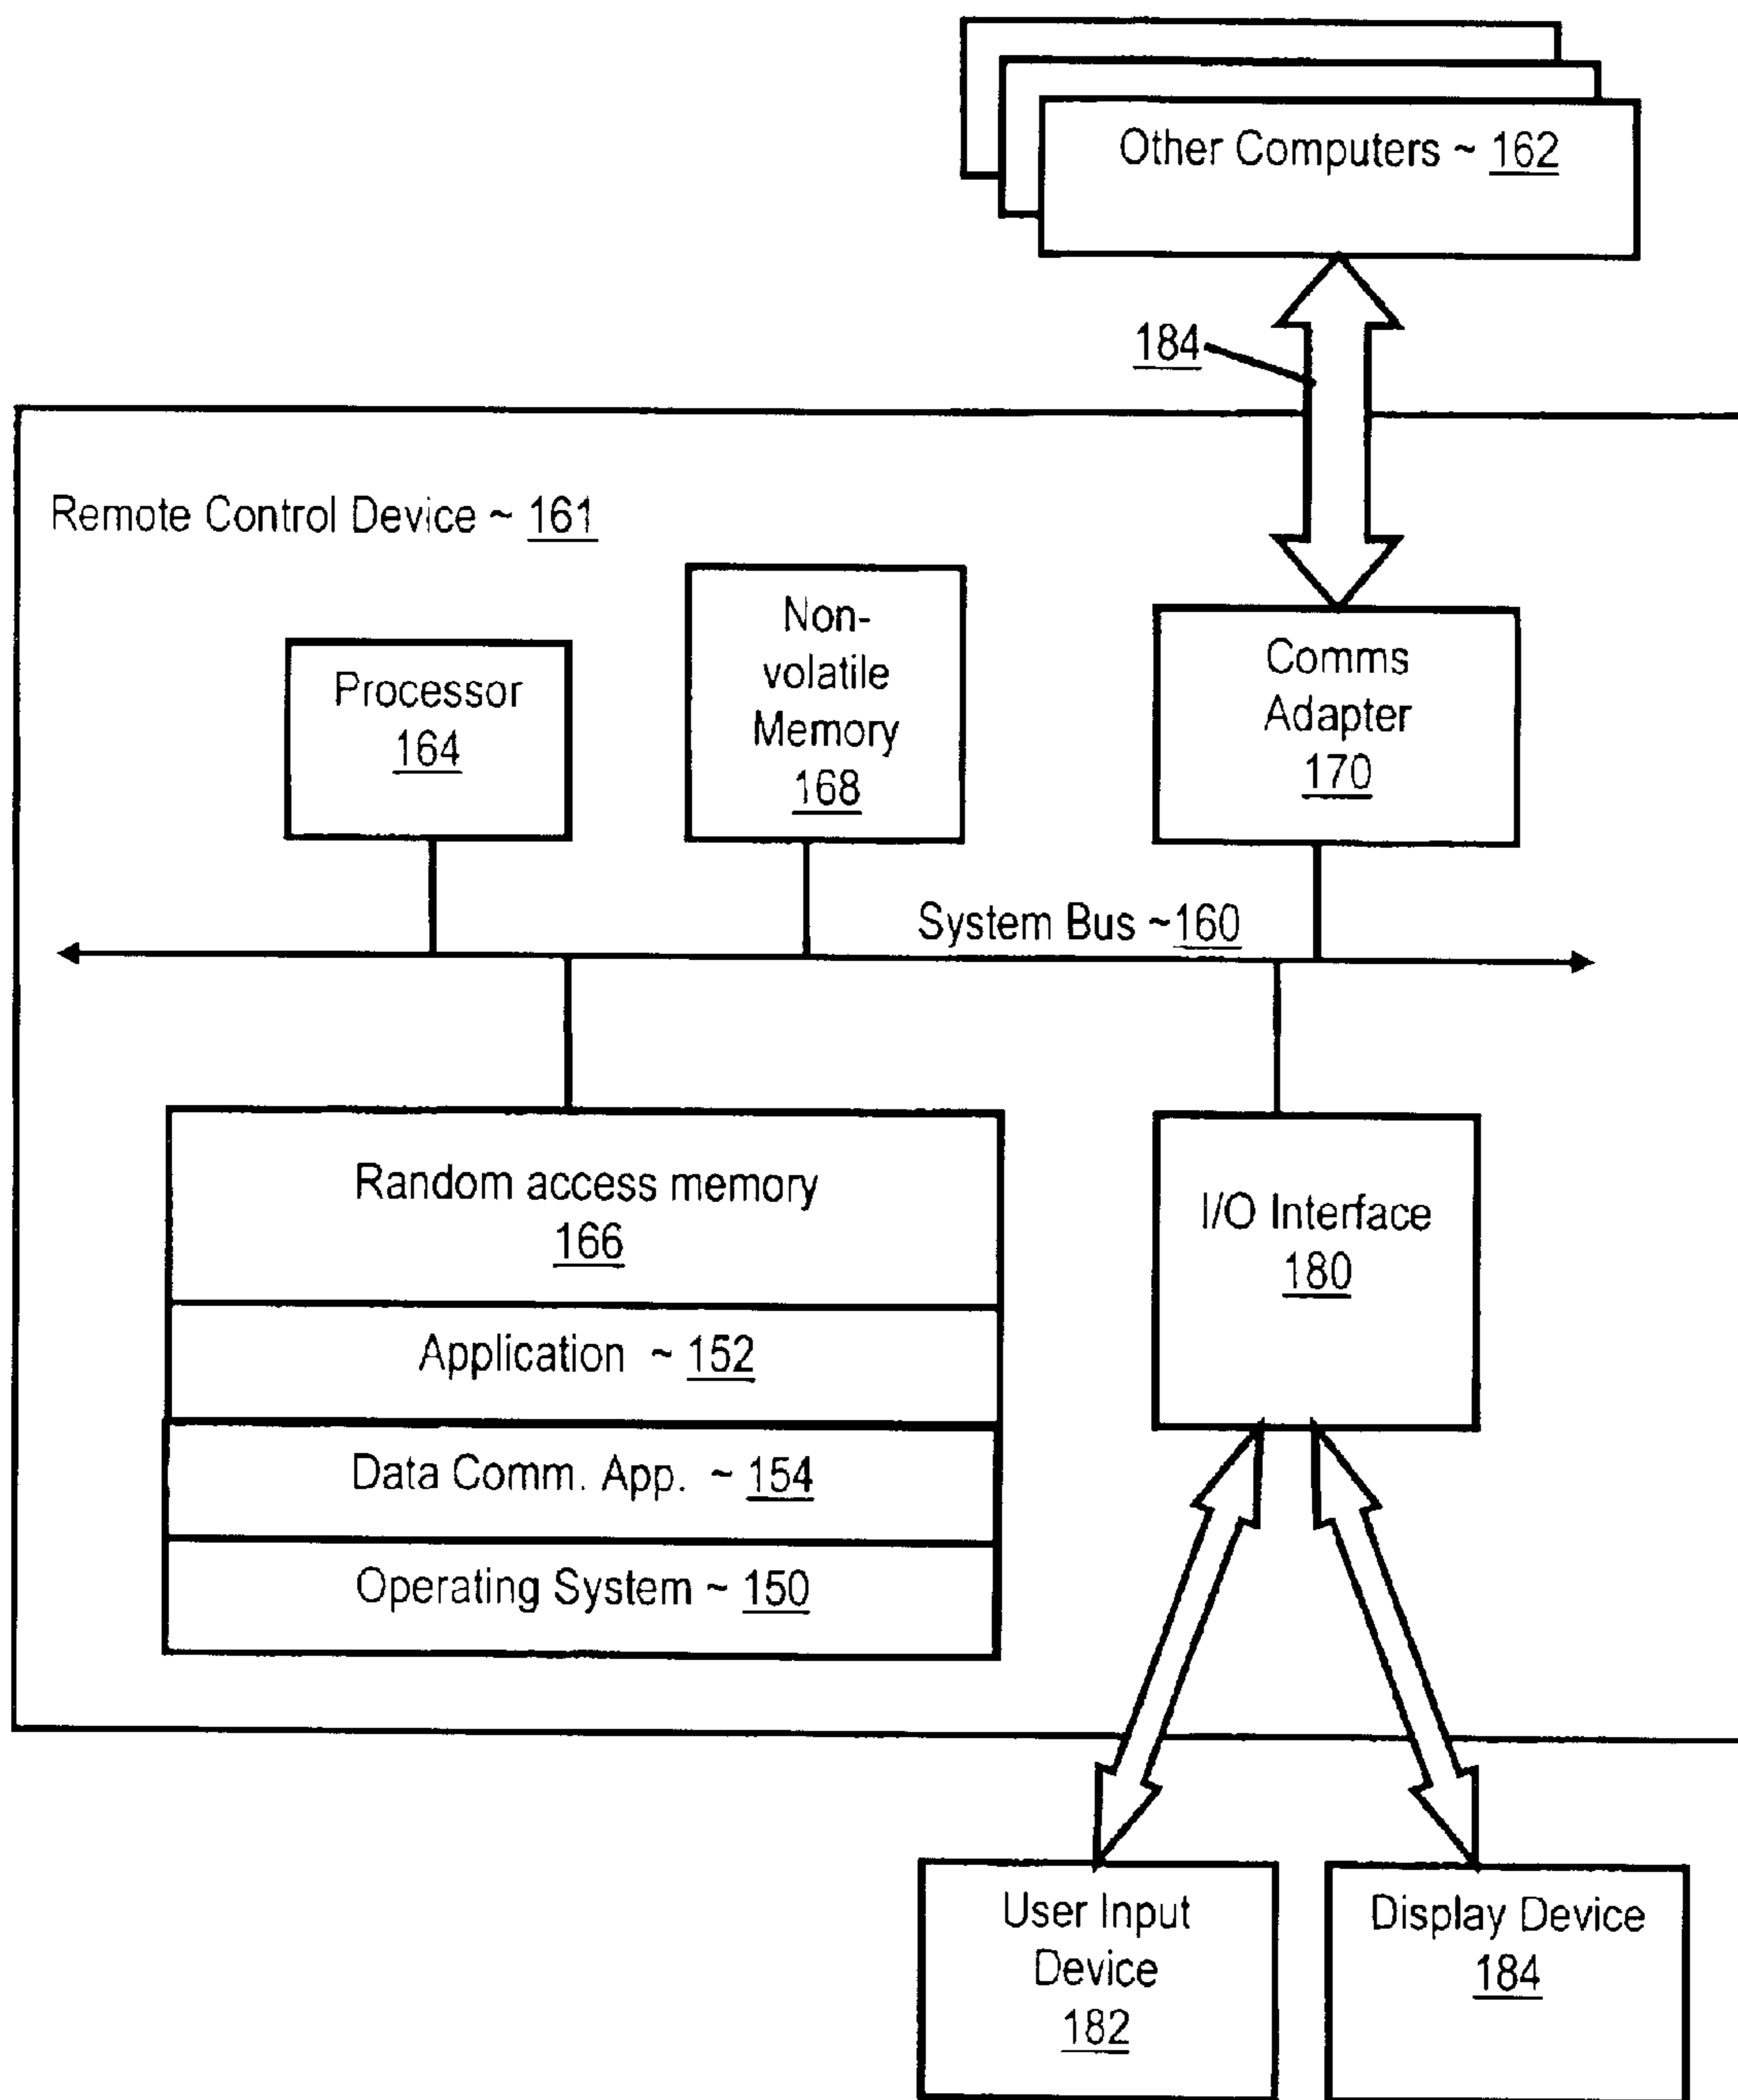 Other Computers ~ 162
184
Remote Control Device ~ 161
Processor
164
Non-
volatile
Memory
168
Comms
Adapter
170
System Bus ~160
Random access memory
166
Application ~ 152
Data Comm. App. ~ 154
Operating System ~ 150
I/O Interface
180
User Input
Device
182
Display Device
184